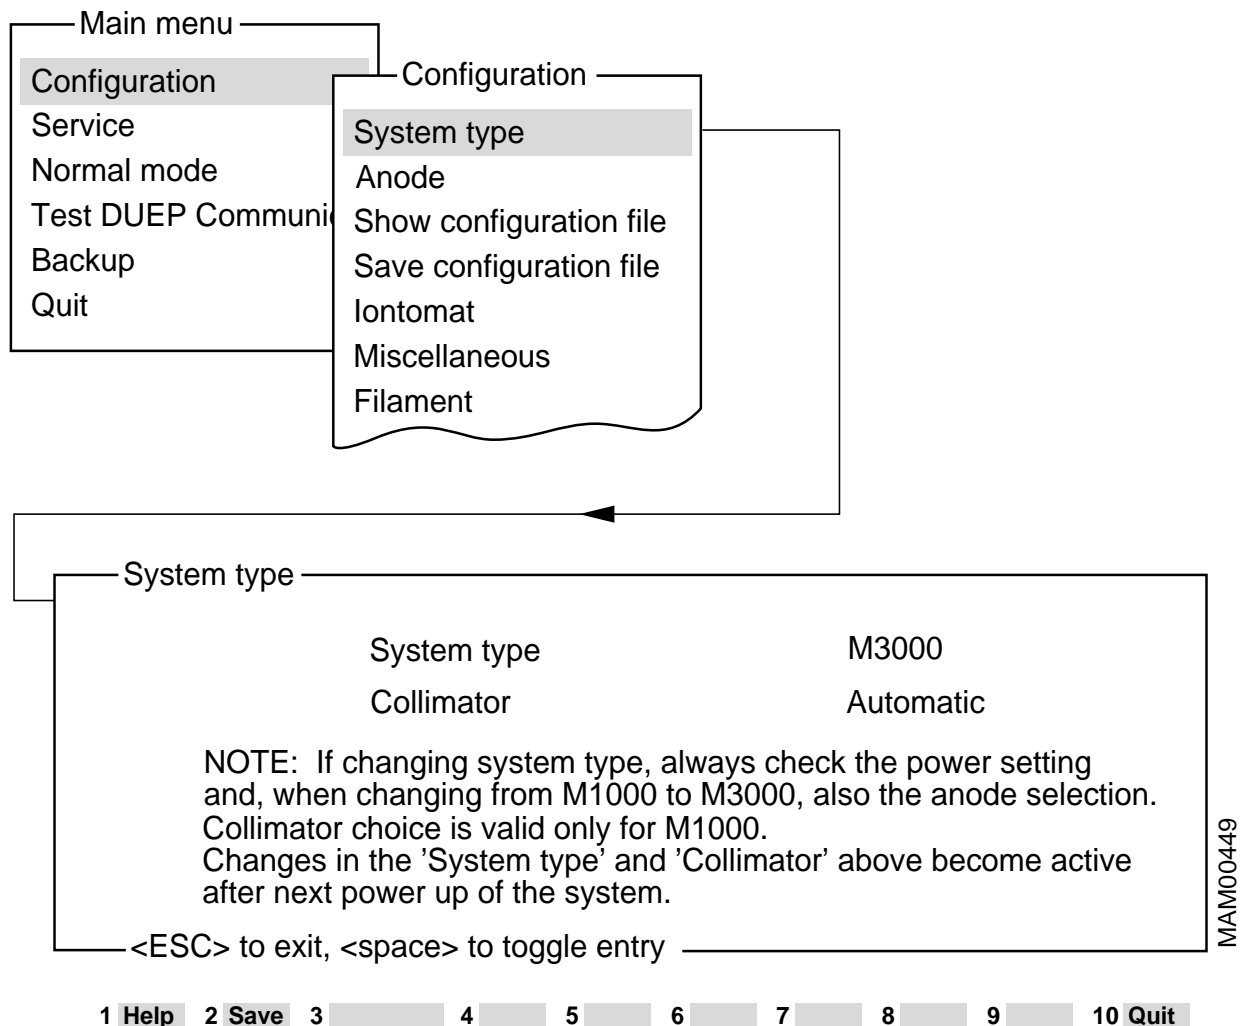 Main menu
Configuration
Service
Normal mode
Test DUEP Communi
Backup
Quit
Configuration
System type
Anode
Show configuration file
Save configuration file
Iontomat
Miscellaneous
Filament
System type
System type M3000
Collimator Automatic
NOTE: If changing system type, always check the power setting
and, when changing from M1000 to M3000, also the anode selection.
Collimator choice is valid only for M1000.
Changes in the ’System type’ and ’Collimator’ above become active
after next power up of the system.
<ESC> to exit, <space> to toggle entry
MAM00449
1 Help 2 Save 3 4 5 6 7 8 9 10 Quit